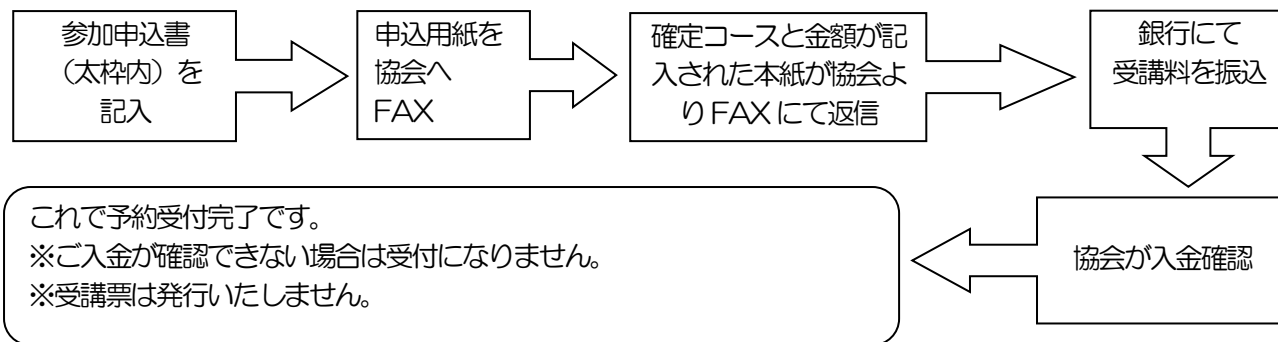 参加申込書
（太枠内）を
記入
申込用紙を
協会へ
FAX
確定コースと金額が記
入された本紙が協会よ
りFAXにて返信
銀行にて
受講料を振込
協会が入金確認
これで予約受付完了です。
※ご入金が確認できない場合は受付になりません。
※受講票は発行いたしません。